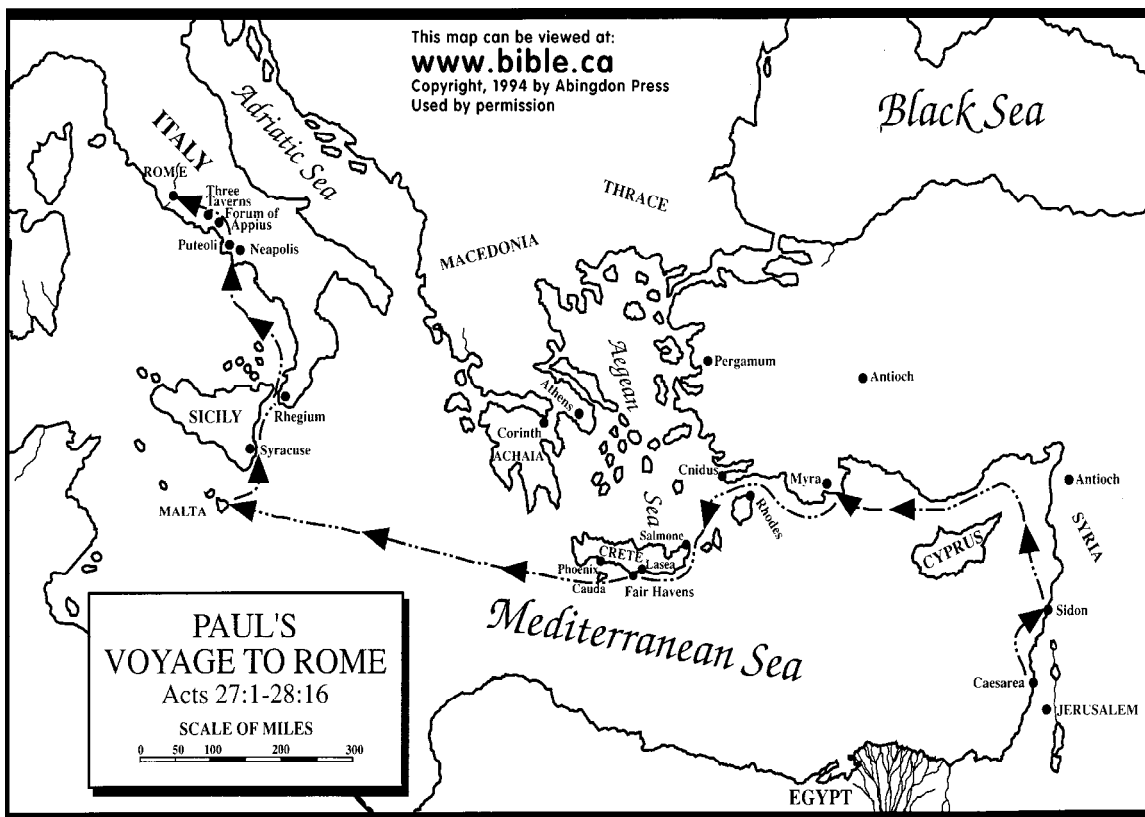 This map can be viewed at:
www.bible.ca
Copyright, 1994 by Abingdon Press
Used by permission
Black Sea
Adriatic Sea
ITALY
ROME
Three
Taverns
Forum of
Appius
Puteoli
Neapolis
THRACE
MACEDONIA
Aegean
Sea
Pergamum
Antioch
Athens
Corinth
ACHAIA
SICILY
Rhegium
Syracuse
MALTA
Cnidus
Myra
Rhodes
Antioch
SYRIA
CYPRUS
Salmone
CRETE
Phoenix
Lasea
Cauda
Fair Havens
Mediterranean Sea
Sidon
Caesarea
JERUSALEM
EGYPT
PAUL'S
VOYAGE TO ROME
Acts 27:1-28:16
SCALE OF MILES
0 50 100 200 300